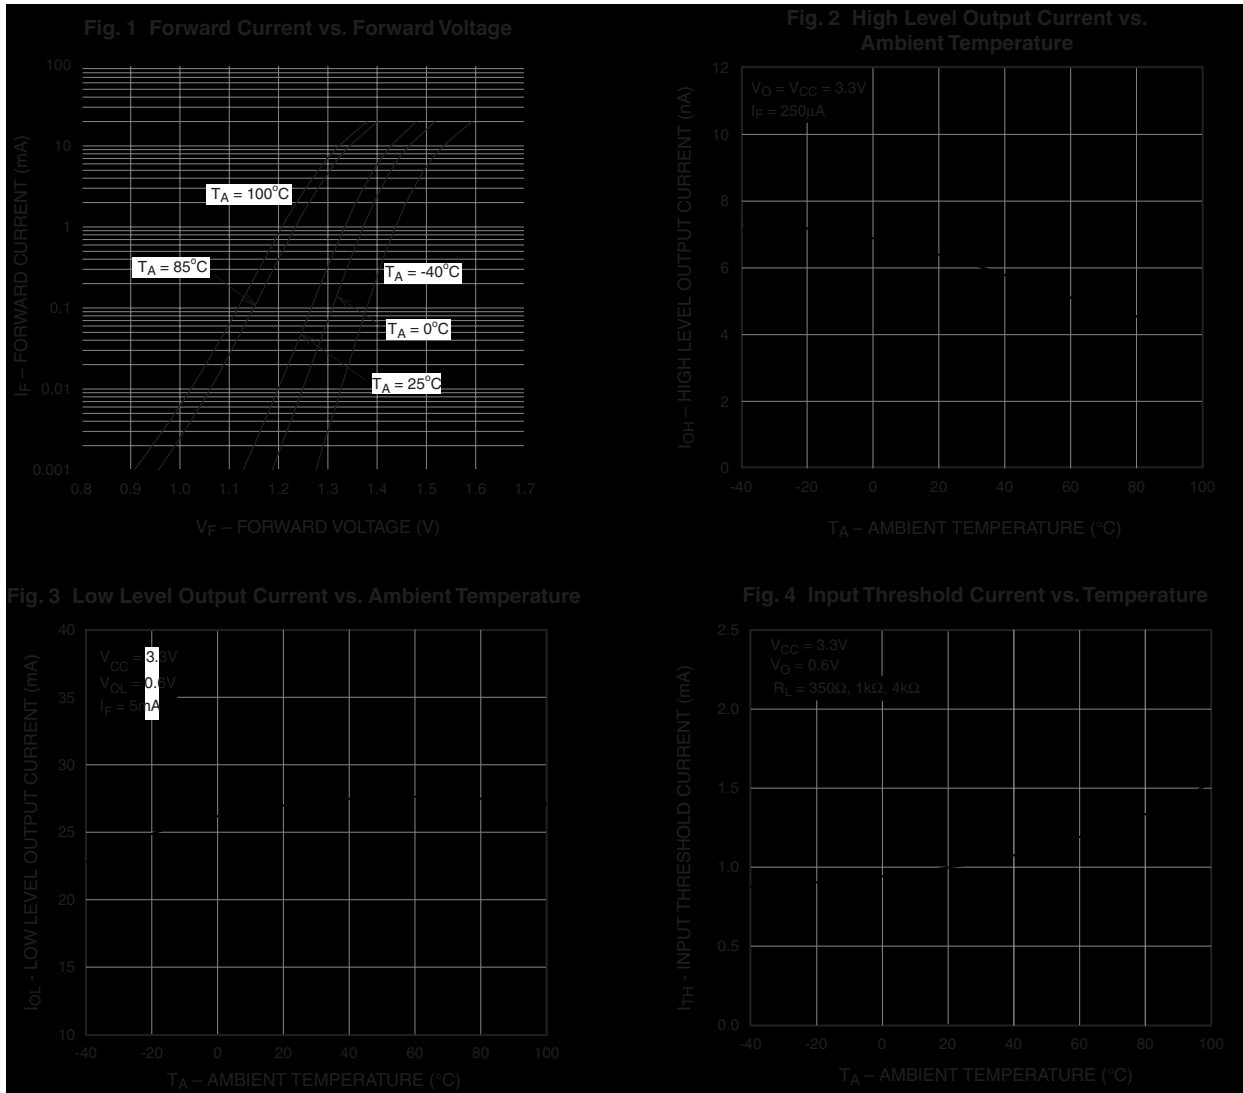 Fig. 1 Forward Current vs. Forward Voltage
100
10
1
0.1
0.01
0.001
0.8 0.9 1.0 1.1 1.2 1.3 1.4 1.5 1.6 1.7
IF – FORWARD CURRENT (mA)
VF – FORWARD VOLTAGE (V)
TA = 100°C
TA = 85°C
TA = -40°C
TA = 0°C
TA = 25°C
Fig. 2 High Level Output Current vs.
Ambient Temperature
12
10
8
6
4
2
0
-40 -20 0 20 40 60 80 100
IOH – HIGH LEVEL OUTPUT CURRENT (nA)
TA – AMBIENT TEMPERATURE (°C)
VO = VCC = 3.3V
IF = 250µA
Fig. 3 Low Level Output Current vs. Ambient Temperature
40
35
30
25
20
15
10
-40 -20 0 20 40 60 80 100
IOL - LOW LEVEL OUTPUT CURRENT (mA)
TA – AMBIENT TEMPERATURE (°C)
VCC = 3.3V
VOL = 0.6V
IF = 5mA
Fig. 4 Input Threshold Current vs. Temperature
2.5
2.0
1.5
1.0
0.5
0.0
-40 -20 0 20 40 60 80 100
ITH - INPUT THRESHOLD CURRENT (mA)
TA – AMBIENT TEMPERATURE (°C)
VCC = 3.3V
VO = 0.6V
RL = 350Ω, 1kΩ, 4kΩ